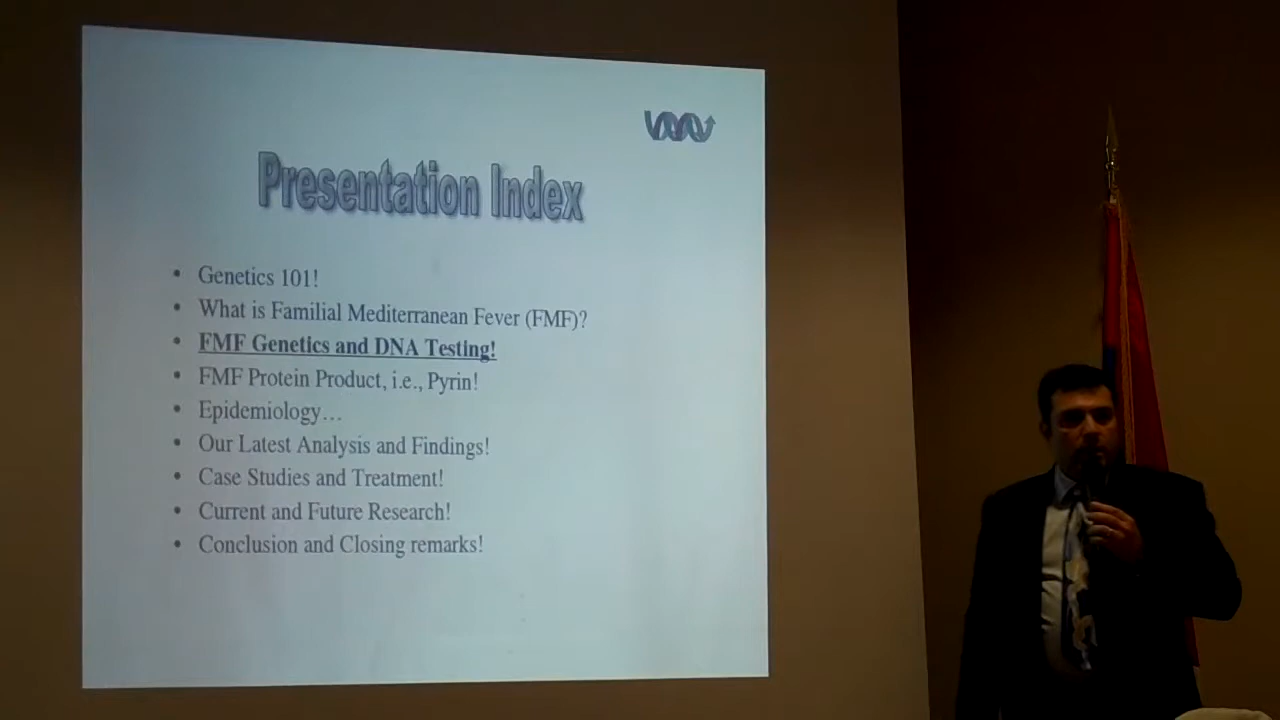 Presentation Index
• Genetics 101!
• What is Familial Mediterranean Fever (FMF)?
• FMF Genetics and DNA Testing!
• FMF Protein Product, i.e., Pyrin!
• Epidemiology…
• Our Latest Analysis and Findings!
• Case Studies and Treatment!
• Current and Future Research!
• Conclusion and Closing remarks!